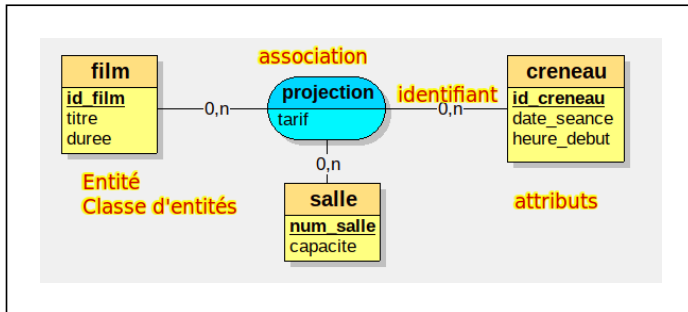 association
film
id_film
titre
duree
0,n
projection
tarif
identifiant
0,n
creneau
id_creneau
date_seance
heure_debut
0,n
Entité
Classe d'entités
salle
num_salle
capacite
attributs